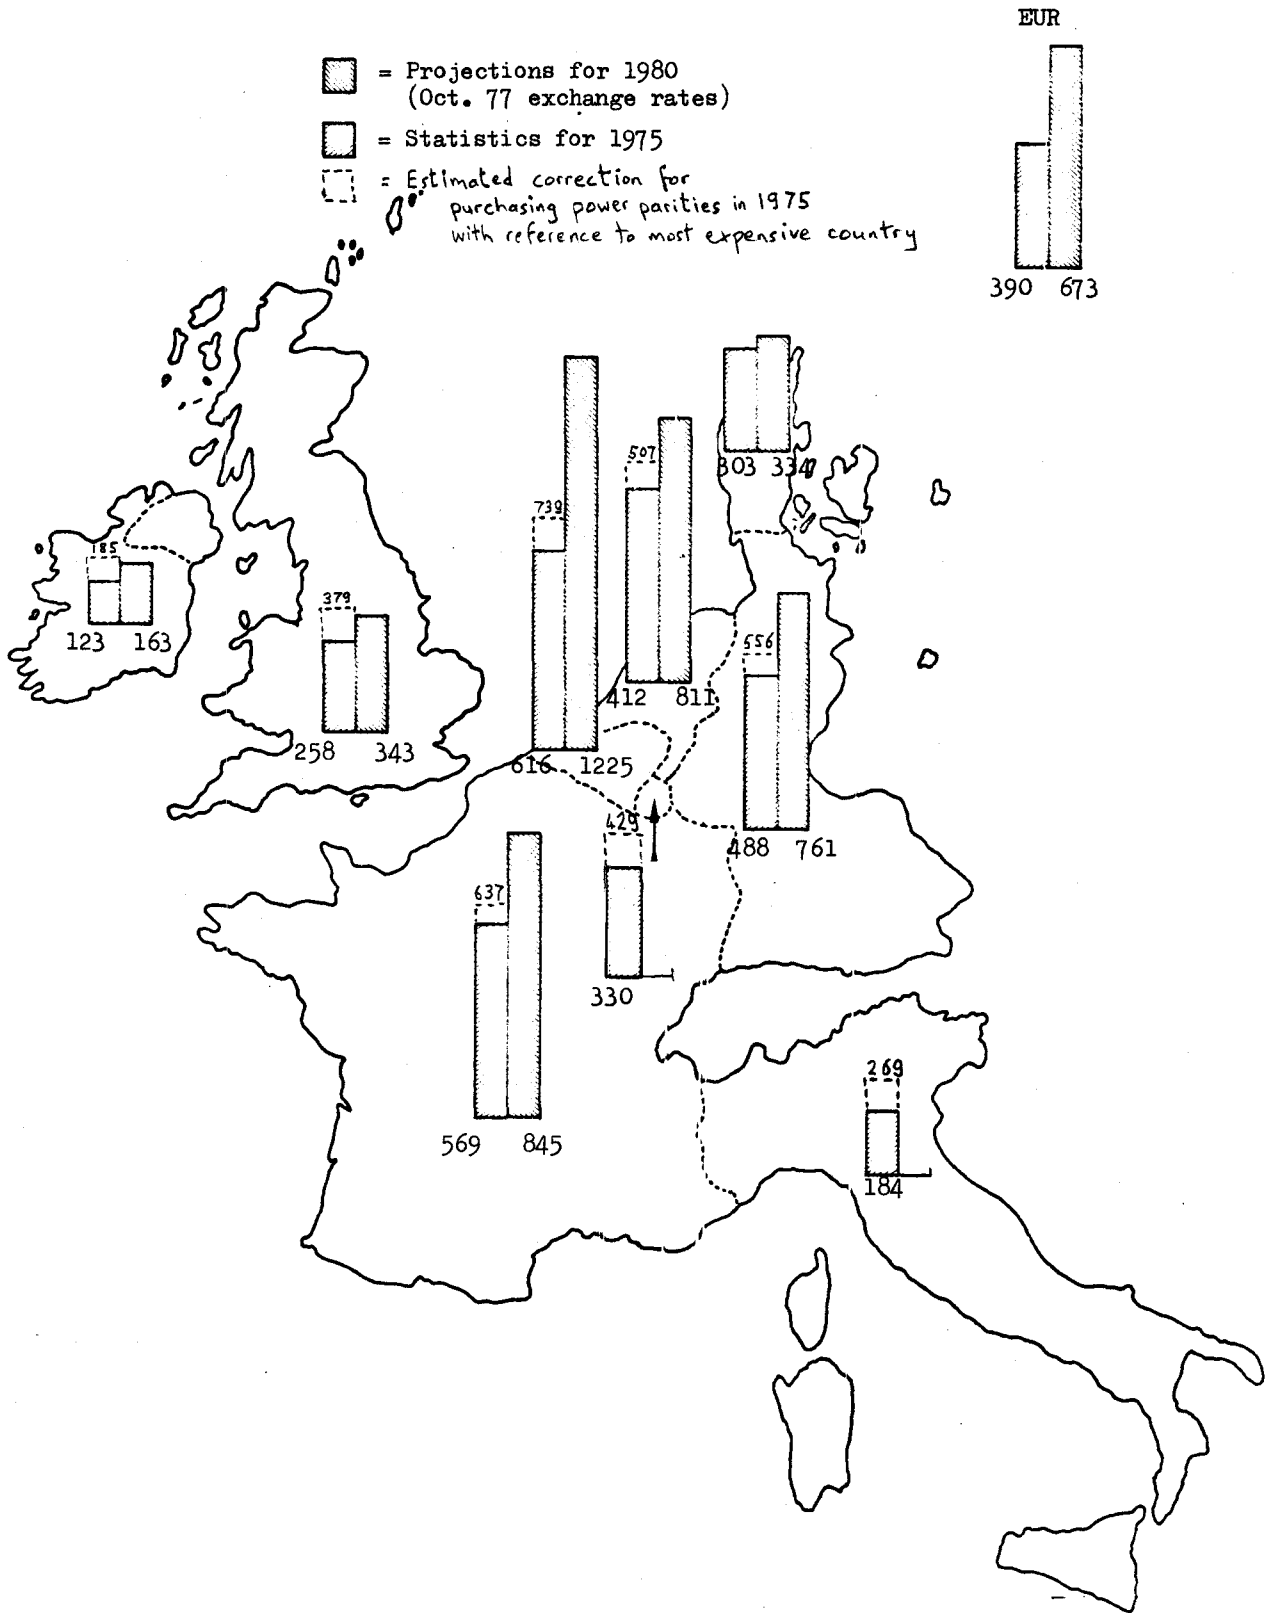 EUR
= Projections for 1980
(Oct. 77 exchange rates)
= Statistics for 1975
= Estimated correction for
purchasing power parities in 1975
with reference to most expensive country
390 673
303 334
507
739
185
123 163
379
258 343
412 811
556
616 1225
429
488 761
637
330
269
569 845
184